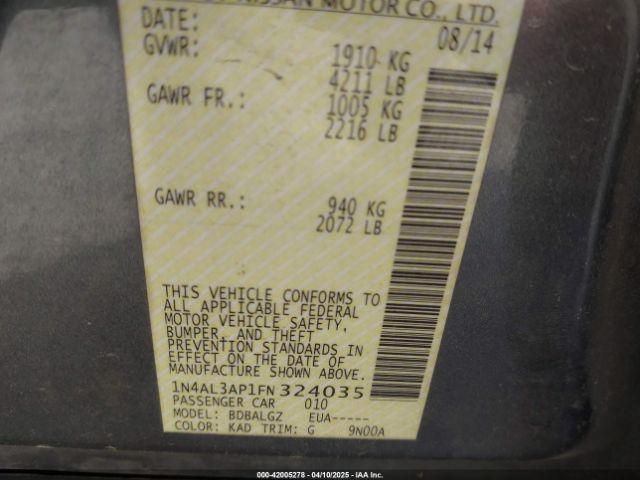 NISSAN MOTOR CO., LTD.
DATE: 08/14
GVWR: 1910 KG
4211 LB
GAWR FR.: 1005 KG
2216 LB
GAWR RR.: 940 KG
2072 LB
THIS VEHICLE CONFORMS TO
ALL APPLICABLE FEDERAL
MOTOR VEHICLE SAFETY,
BUMPER, AND THEFT
PREVENTION STANDARDS IN
EFFECT ON THE DATE OF
MANUFACTURE SHOWN ABOVE.
1N4AL3AP1FN324035
PASSENGER CAR 010
MODEL: BDBALGZ EUA-----
COLOR: KAD TRIM: G 9N00A
000-42005278 - 04/10/2025 - IAAI.com